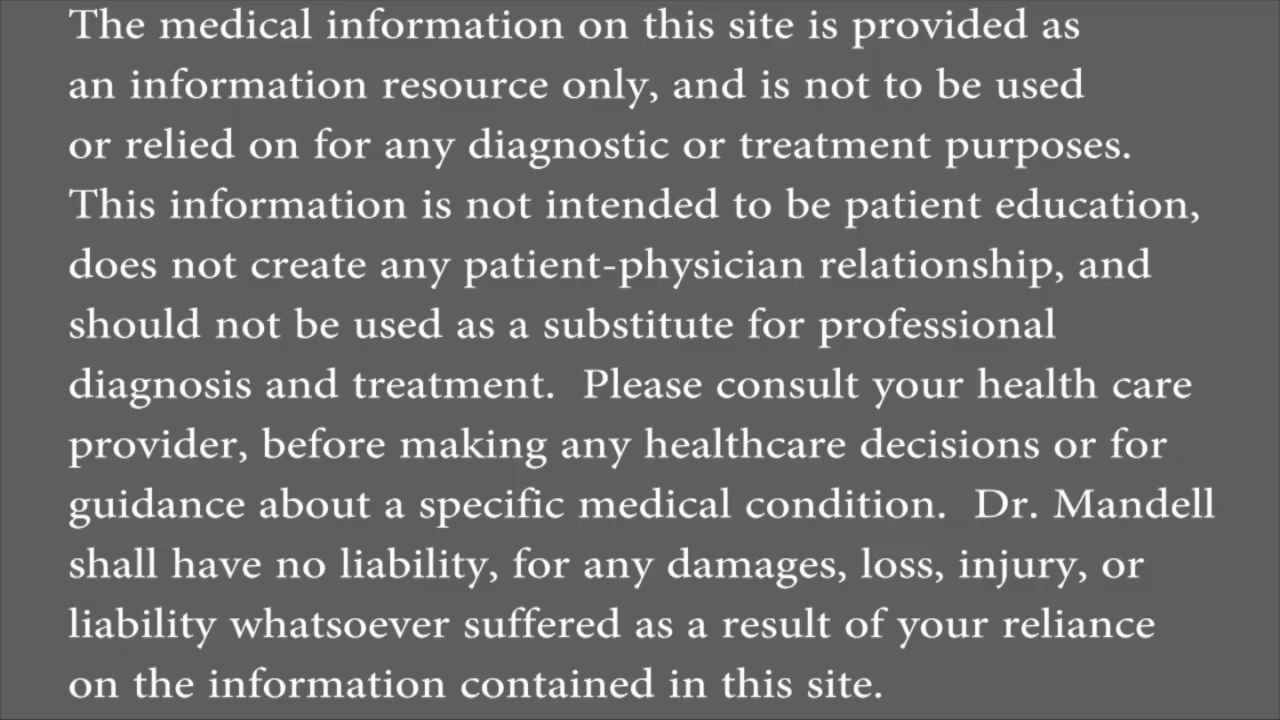 The medical information on this site is provided as
an information resource only, and is not to be used
or relied on for any diagnostic or treatment purposes.
This information is not intended to be patient education,
does not create any patient-physician relationship, and
should not be used as a substitute for professional
diagnosis and treatment.  Please consult your health care
provider, before making any healthcare decisions or for
guidance about a specific medical condition.  Dr. Mandell
shall have no liability, for any damages, loss, injury, or
liability whatsoever suffered as a result of your reliance
on the information contained in this site.